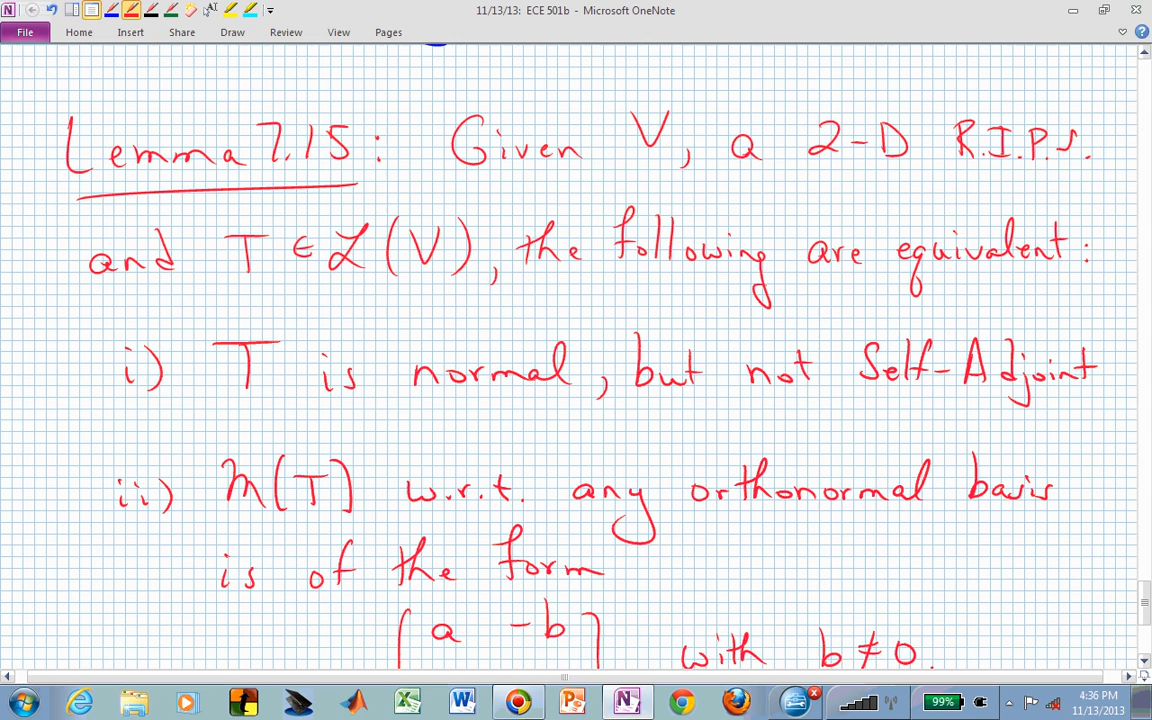 11/13/13: ECE 501b - Microsoft OneNote
File Home Insert Share Draw Review View Pages
Lemma 7.15: Given V, a 2-D R.I.P.S.
and T ∈ ℒ(V), the following are equivalent:
i) T is normal, but not Self-Adjoint
ii) M(T) w.r.t. any orthonormal basis
is of the form
[a -b] with b ≠ 0.
99%
4:36 PM
11/13/2013